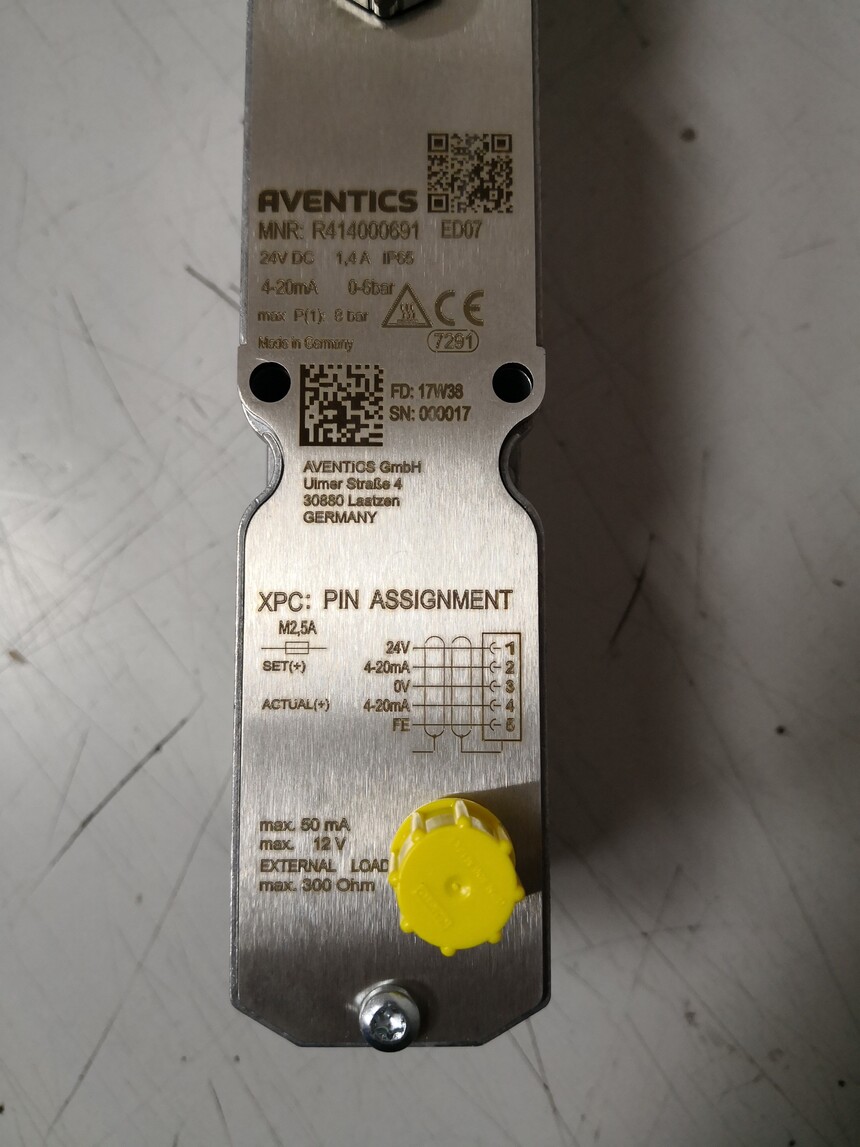 AVENTICS
MNR: R414000691 ED07
24V DC 1,4 A IP65
4-20mA 0-6bar
max P(1): 8 bar
CE
Made in Germany
7291
FD: 17W38
SN: 000017
AVENTICS GmbH
Ulmer Straße 4
30880 Laatzen
GERMANY
XPC: PIN ASSIGNMENT
M2,5A
24V 1
SET(+) 4-20mA 2
0V 3
ACTUAL(+) 4-20mA 4
FE 5
max. 50 mA
max. 12 V
EXTERNAL LOAD
max. 300 Ohm